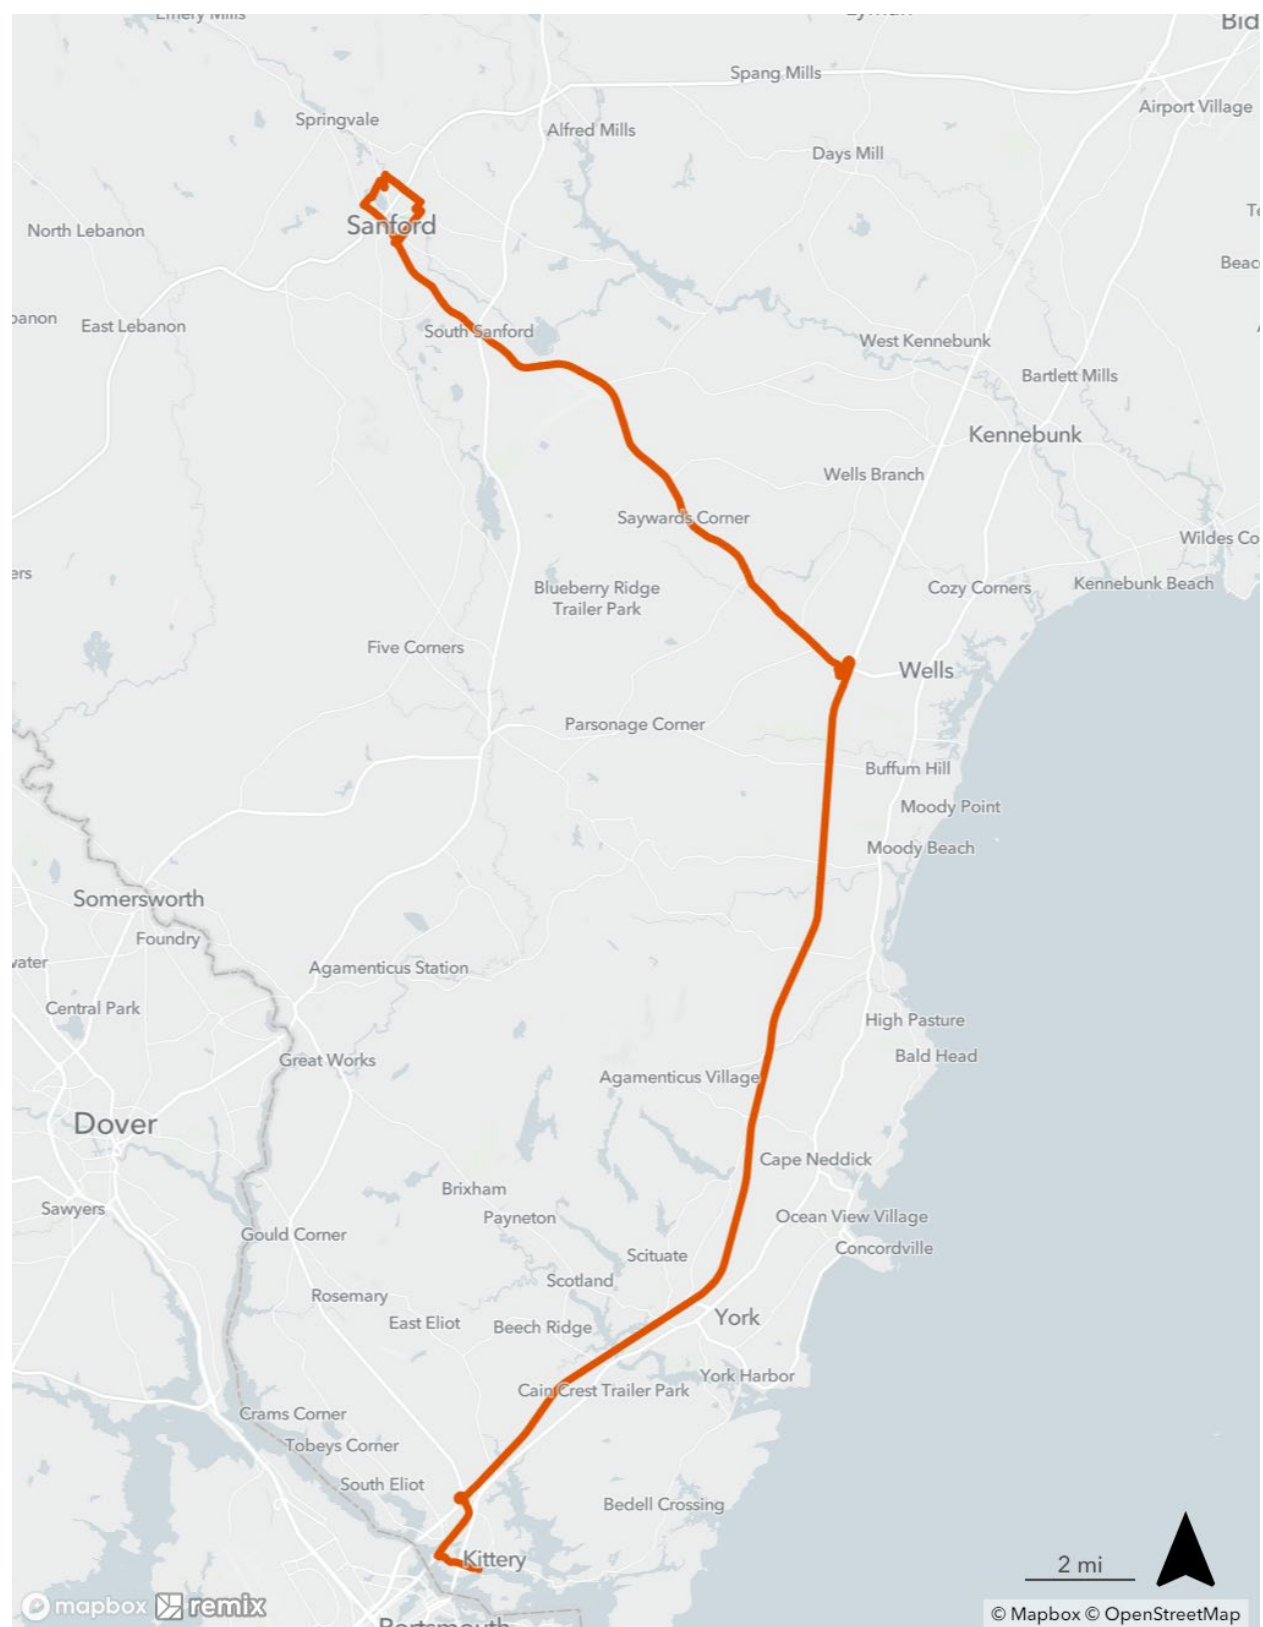 Emery Mills
Spang Mills
Airport Village
Springvale
Alfred Mills
Days Mill
Sanford
North Lebanon
East Lebanon
South Sanford
West Kennebunk
Bartlett Mills
Kennebunk
Wells Branch
Saywards Corner
Wildes Co
Blueberry Ridge
Trailer Park
Cozy Corners
Kennebunk Beach
Five Corners
Wells
Parsonage Corner
Buffum Hill
Moody Point
Moody Beach
Somersworth
Foundry
Agamenticus Station
Central Park
High Pasture
Bald Head
Great Works
Agamenticus Village
Dover
Cape Neddick
Brixham
Sawyers
Payneton
Ocean View Village
Gould Corner
Concordville
Scituate
Scotland
Rosemary
York
East Eliot
Beech Ridge
York Harbor
Cain Crest Trailer Park
Crams Corner
Tobeys Corner
South Eliot
Bedell Crossing
Kittery
2 mi
mapbox remix
© Mapbox © OpenStreetMap
Portsmouth